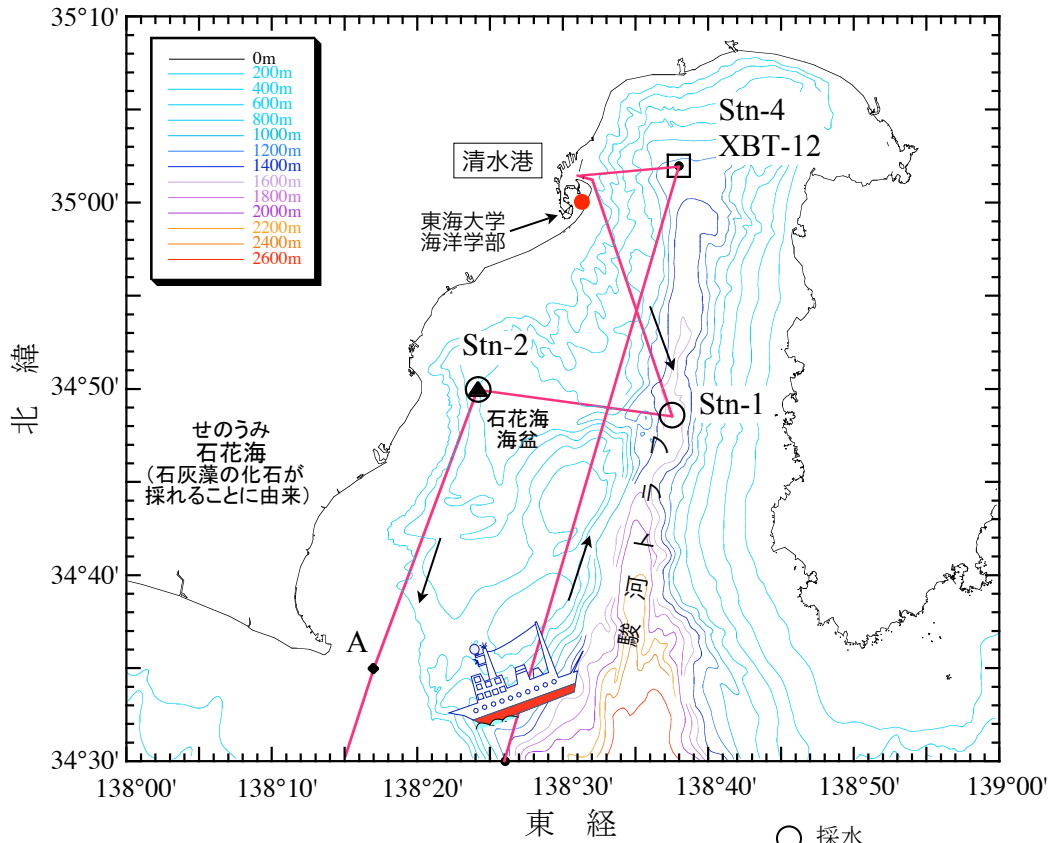 35°10'
35°00'
34°50'
34°40'
34°30'
北 緯
0m
200m
400m
600m
800m
1000m
1200m
1400m
1600m
1800m
2000m
2200m
2400m
2600m
清水港
東海大学
海洋学部
Stn-4
XBT-12
Stn-2
Stn-1
石花海
海盆
せのうみ
石花海
（石灰藻の化石が
採れることに由来）
駿河トラフ
A
138°00'
138°20'
138°30'
138°40'
138°50'
139°00'
東 経
○ 採水